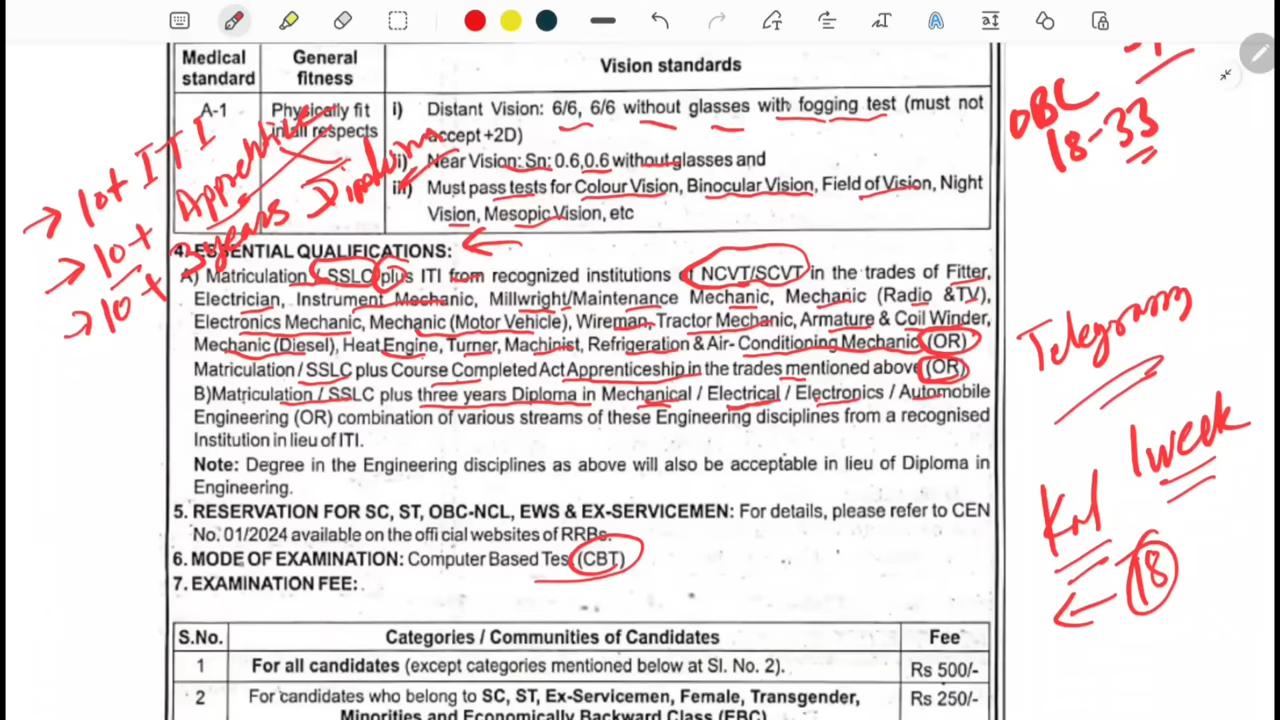 Medical standard
General fitness
Vision standards
A-1
Physically fit in all respects
i) Distant Vision: 6/6, 6/6 without glasses with fogging test (must not
accept +2D)
ii) Near Vision: Sn: 0.6,0.6 without glasses and
iii) Must pass tests for Colour Vision, Binocular Vision, Field of Vision, Night
Vision, Mesopic Vision, etc
OBC
18-33
→ 10+ ITI
→ 10+ Apprentice
→ 10+ 3 years Diploma
4. ESSENTIAL QUALIFICATIONS:
A) Matriculation / SSLC plus ITI from recognized institutions of NCVT/SCVT in the trades of Fitter,
Electrician, Instrument Mechanic, Millwright/Maintenance Mechanic, Mechanic (Radio &TV),
Electronics Mechanic, Mechanic (Motor Vehicle), Wireman, Tractor Mechanic, Armature & Coil Winder,
Mechanic (Diesel), Heat Engine, Turner, Machinist, Refrigeration & Air- Conditioning Mechanic (OR)
Matriculation / SSLC plus Course Completed Act Apprenticeship in the trades mentioned above (OR)
B)Matriculation / SSLC plus three years Diploma in Mechanical / Electrical / Electronics / Automobile
Engineering (OR) combination of various streams of these Engineering disciplines from a recognised
Institution in lieu of ITI.
Note: Degree in the Engineering disciplines as above will also be acceptable in lieu of Diploma in
Engineering.
Telegram
1 week
18
5. RESERVATION FOR SC, ST, OBC-NCL, EWS & EX-SERVICEMEN: For details, please refer to CEN
No. 01/2024 available on the official websites of RRBs.
6. MODE OF EXAMINATION: Computer Based Test (CBT)
7. EXAMINATION FEE:
S.No. Categories / Communities of Candidates Fee
1 For all candidates (except categories mentioned below at Sl. No. 2). Rs 500/-
2 For candidates who belong to SC, ST, Ex-Servicemen, Female, Transgender, Rs 250/-
Minorities and Economically Backward Class (EBC)